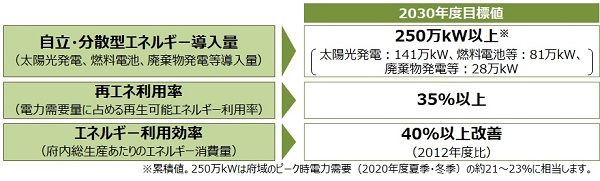 2030年度目標値
自立・分散型エネルギー導入量
（太陽光発電、燃料電池、廃棄物発電等導入量）
250万kW以上※
（太陽光発電：141万kW、燃料電池等：81万kW、
廃棄物発電等：28万kW）
再エネ利用率
（電力需要量に占める再生可能エネルギー利用率）
35%以上
エネルギー利用効率
（府内総生産あたりのエネルギー消費量）
40%以上改善
（2012年度比）
※累積値。250万kWは府域のピーク時電力需要（2020年度夏季・冬季）の約21～23%に相当します。